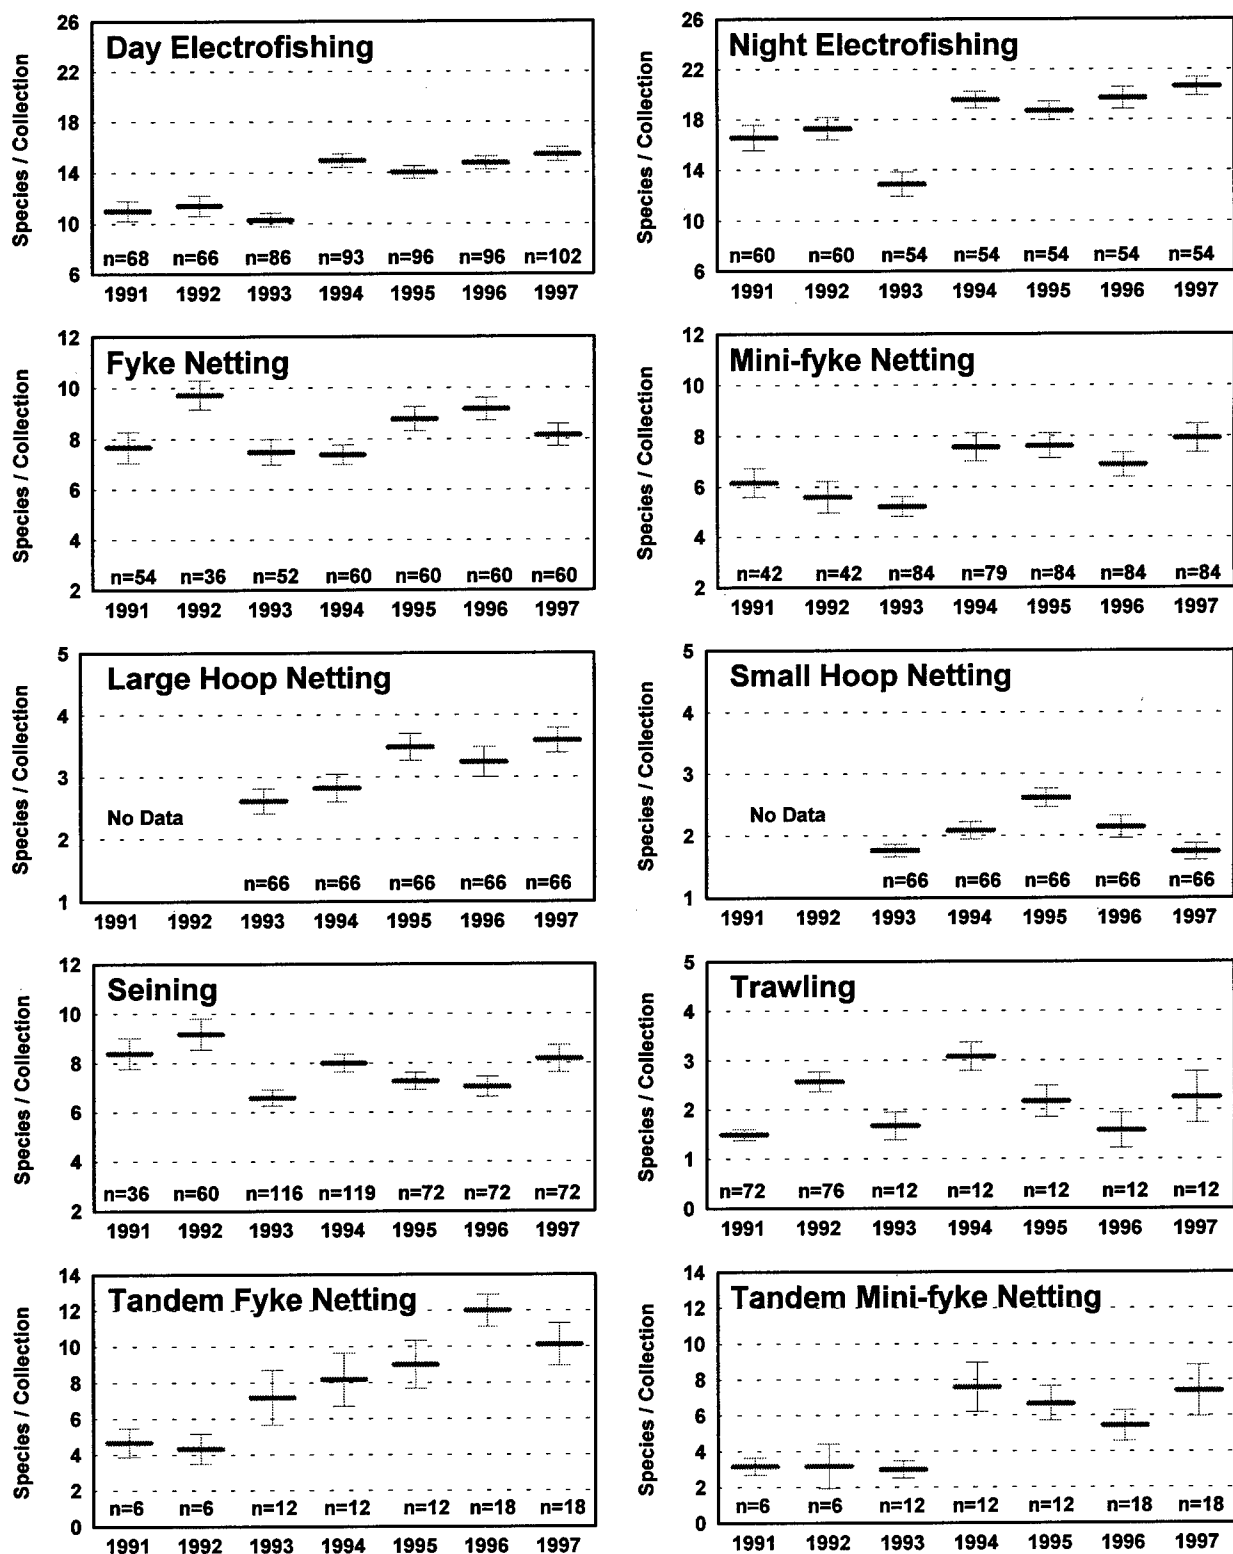 Day Electrofishing
Species / Collection
26
22
18
14
10
6
n=68 n=66 n=86 n=93 n=96 n=96 n=102
1991 1992 1993 1994 1995 1996 1997
Night Electrofishing
Species / Collection
26
22
18
14
10
6
n=60 n=60 n=54 n=54 n=54 n=54 n=54
1991 1992 1993 1994 1995 1996 1997
Fyke Netting
Species / Collection
12
10
8
6
4
2
n=54 n=36 n=52 n=60 n=60 n=60 n=60
1991 1992 1993 1994 1995 1996 1997
Mini-fyke Netting
Species / Collection
12
10
8
6
4
2
n=42 n=42 n=84 n=79 n=84 n=84 n=84
1991 1992 1993 1994 1995 1996 1997
Large Hoop Netting
Species / Collection
5
4
3
2
1
No Data
n=66 n=66 n=66 n=66 n=66
1991 1992 1993 1994 1995 1996 1997
Small Hoop Netting
Species / Collection
5
4
3
2
1
No Data
n=66 n=66 n=66 n=66 n=66
1991 1992 1993 1994 1995 1996 1997
Seining
Species / Collection
12
10
8
6
4
2
n=36 n=60 n=116 n=119 n=72 n=72 n=72
1991 1992 1993 1994 1995 1996 1997
Trawling
Species / Collection
5
4
3
2
1
0
n=72 n=76 n=12 n=12 n=12 n=12 n=12
1991 1992 1993 1994 1995 1996 1997
Tandem Fyke Netting
Species / Collection
14
12
10
8
6
4
2
0
n=6 n=6 n=12 n=12 n=12 n=18 n=18
1991 1992 1993 1994 1995 1996 1997
Tandem Mini-fyke Netting
Species / Collection
14
12
10
8
6
4
2
0
n=6 n=6 n=12 n=12 n=12 n=18 n=18
1991 1992 1993 1994 1995 1996 1997